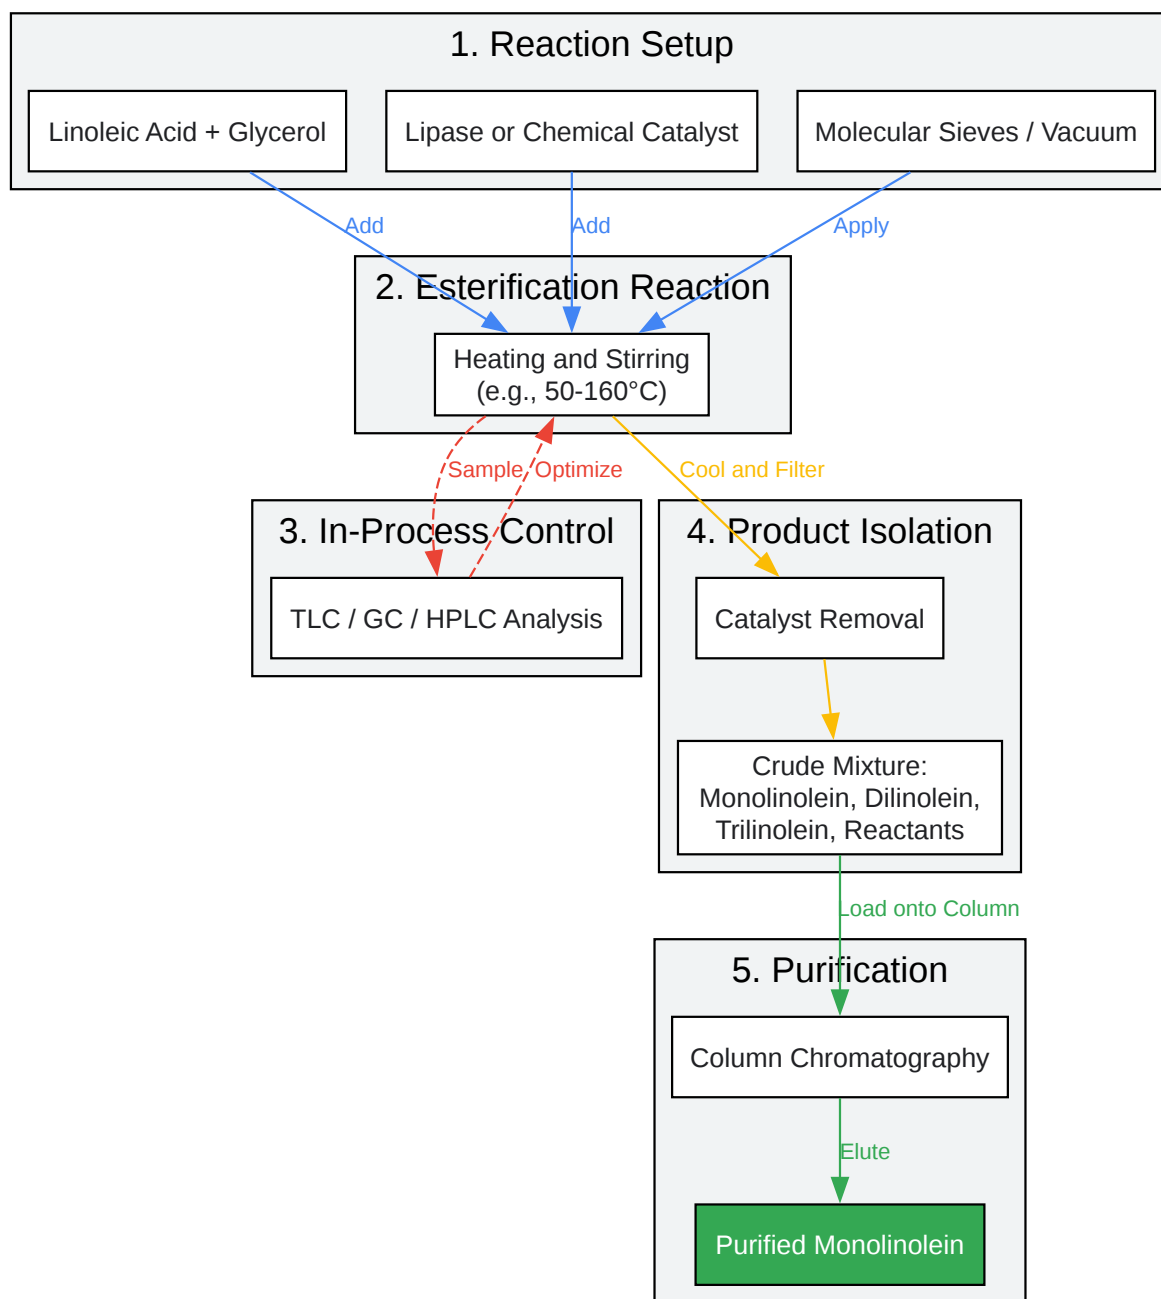 1. Reaction Setup
Linoleic Acid + Glycerol
Lipase or Chemical Catalyst
Molecular Sieves / Vacuum
Add
Add
Apply
2. Esterification Reaction
Heating and Stirring
(e.g., 50-160°C)
Sample
Optimize
Cool and Filter
3. In-Process Control
TLC / GC / HPLC Analysis
4. Product Isolation
Catalyst Removal
Crude Mixture:
Monolinolein, Dilinolein,
Trilinolein, Reactants
Load onto Column
5. Purification
Column Chromatography
Elute
Purified Monolinolein